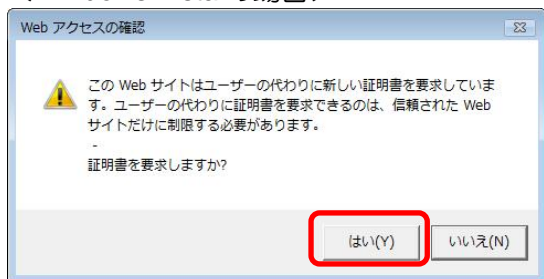 Web アクセスの確認
この Web サイトはユーザーの代わりに新しい証明書を要求していま
す。ユーザーの代わりに証明書を要求できるのは、信頼された Web
サイトだけに制限する必要があります。
-
証明書を要求しますか?
はい(Y) いいえ(N)